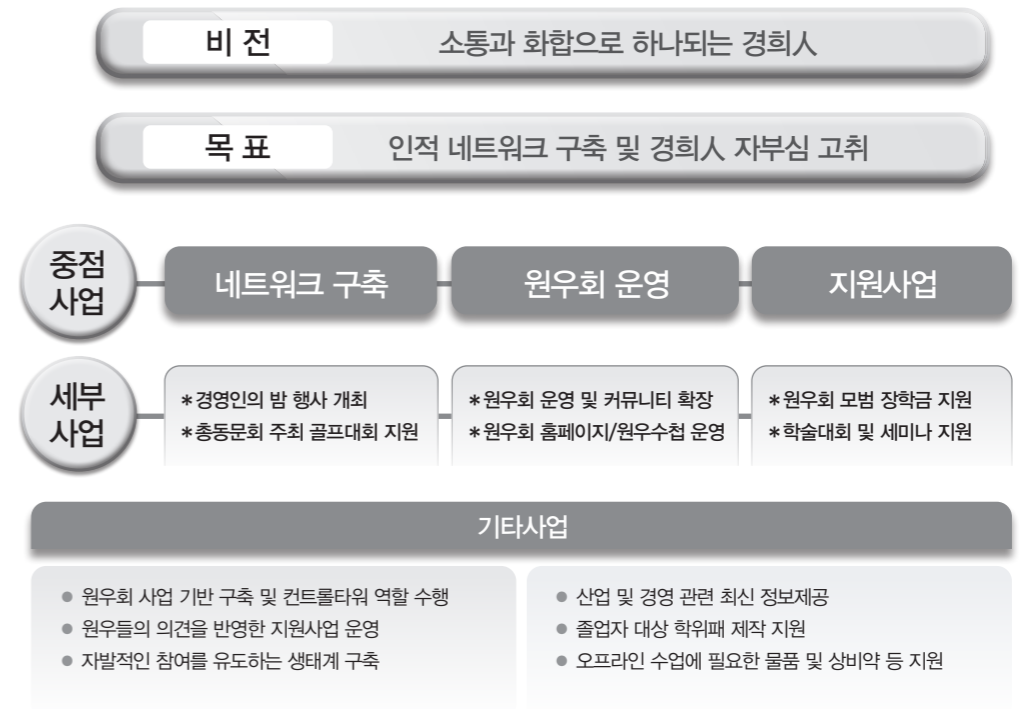 비 전 소통과 화합으로 하나되는 경희人
목 표 인적 네트워크 구축 및 경희人 자부심 고취
중점
사업
네트워크 구축 원우회 운영 지원사업
세부
사업
*경영인의 밤 행사 개최
*총동문회 주최 골프대회 지원
*원우회 운영 및 커뮤니티 확장
*원우회 홈페이지/원우수첩 운영
*원우회 모범 장학금 지원
*학술대회 및 세미나 지원
기타사업
● 원우회 사업 기반 구축 및 컨트롤타워 역할 수행
● 원우들의 의견을 반영한 지원사업 운영
● 자발적인 참여를 유도하는 생태계 구축
● 산업 및 경영 관련 최신 정보제공
● 졸업자 대상 학위패 제작 지원
● 오프라인 수업에 필요한 물품 및 상비약 등 지원